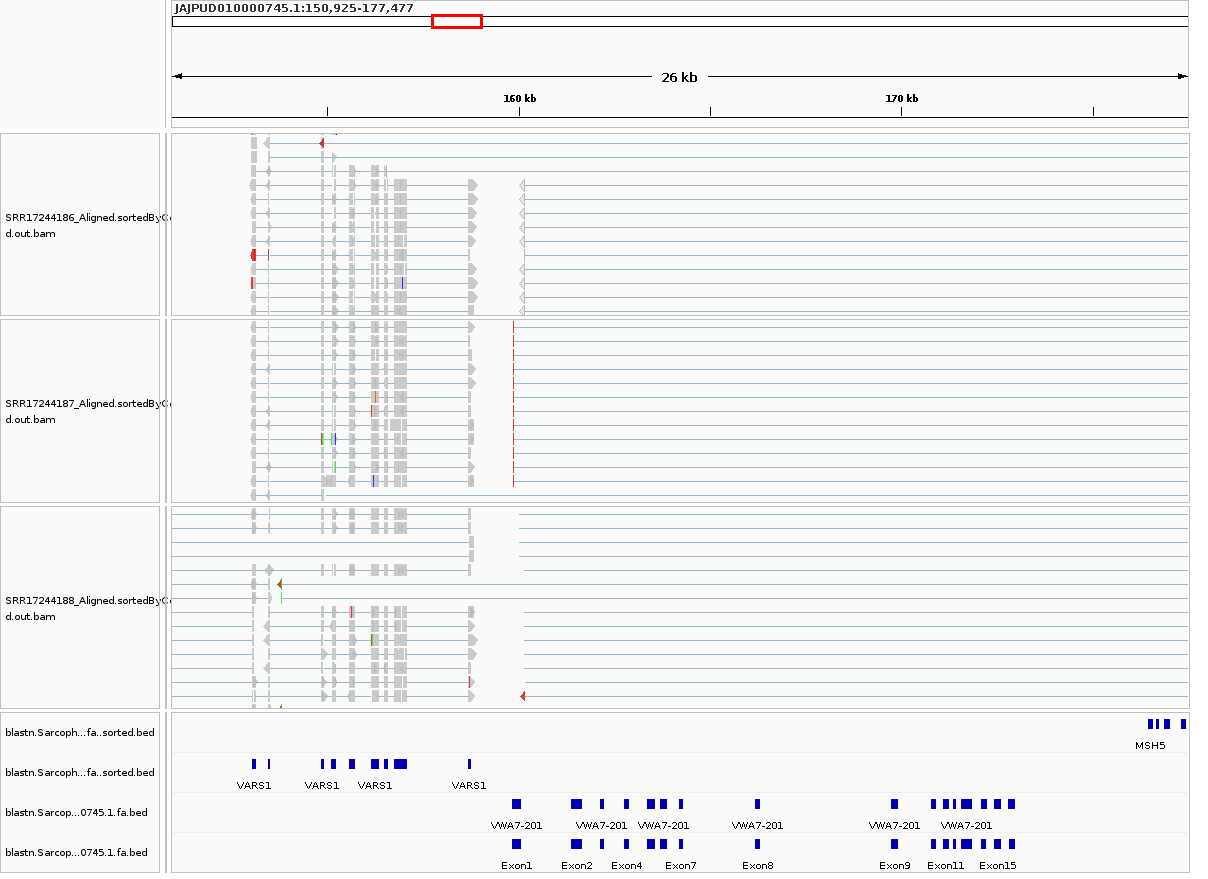 JAJPUD010000745.1:150,925-177,477
26 kb
160 kb 170 kb
SRR17244186_Aligned.sortedByC
d.out.bam
SRR17244187_Aligned.sortedByC
d.out.bam
SRR17244188_Aligned.sortedByC
d.out.bam
blastn.Sarcoph...fa..sorted.bed
MSH5
blastn.Sarcoph...fa..sorted.bed
VARS1 VARS1 VARS1 VARS1
blastn.Sarcop...0745.1.fa.bed
VWA7-201 VWA7-201 VWA7-201 VWA7-201 VWA7-201 VWA7-201
blastn.Sarcop...0745.1.fa.bed
Exon1 Exon2 Exon4 Exon7 Exon8 Exon9 Exon11 Exon15